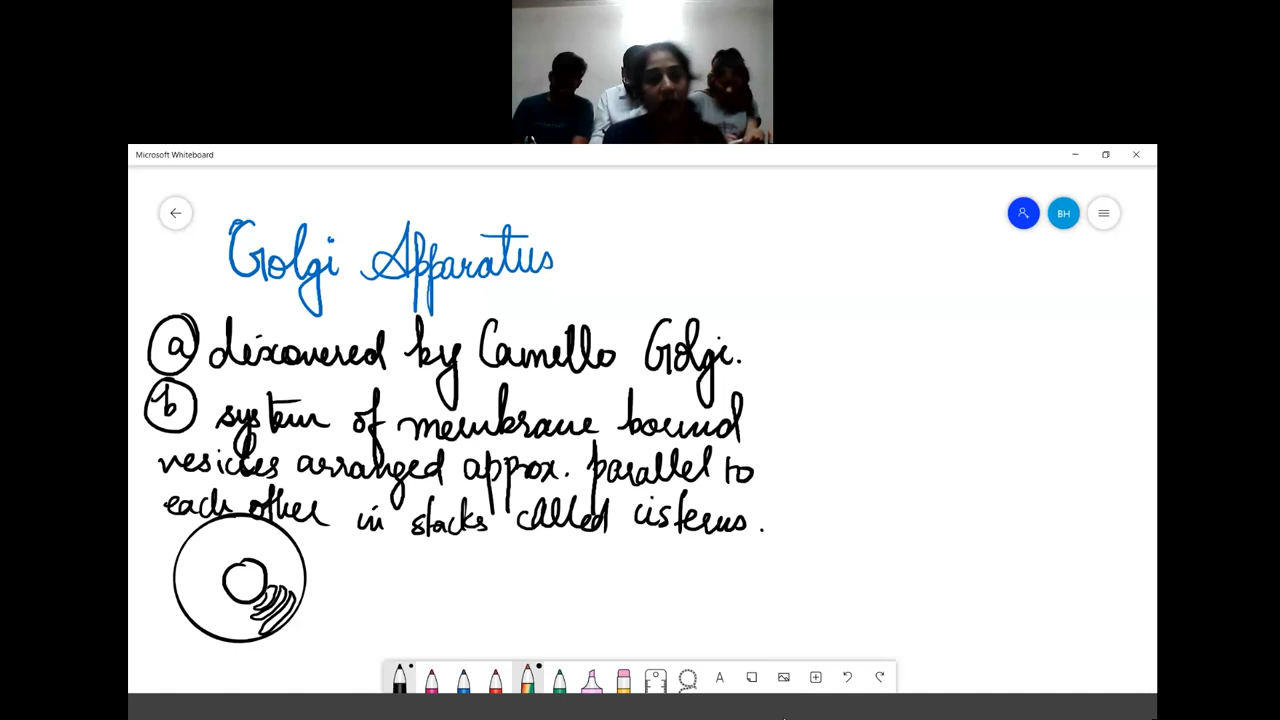 Microsoft Whiteboard
BH
Golgi Apparatus
a discovered by Camello Golgi.
b system of membrane bound
vesicles arranged approx. parallel to
each other in stacks called cisterns.
A